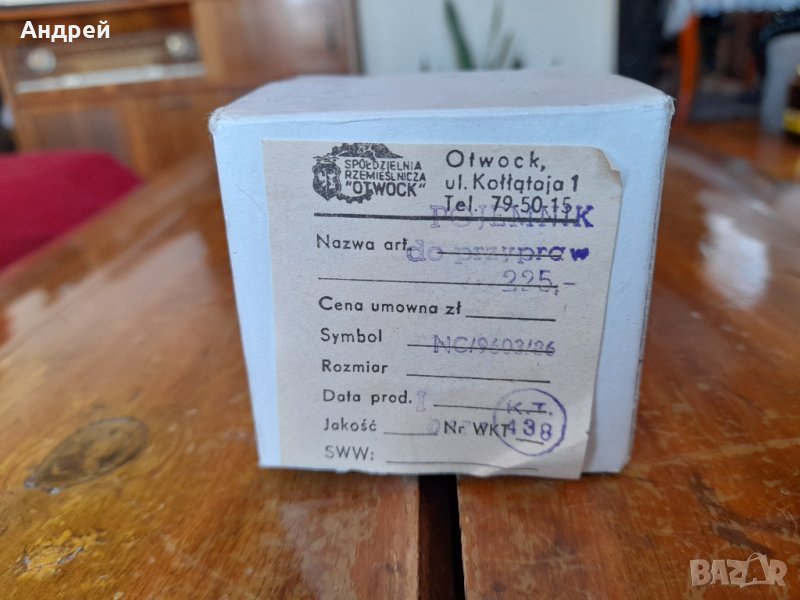 Андрей
SPÓŁDZIELNIA
RZEMIEŚLNICZA
"OTWOCK"
Otwock,
ul. Kołłątaja 1
Tel. 79-50-15
POJEMNIK
Nazwa art. do przypraw
225,-
Cena umowna zł
Symbol NC/9603/86
Rozmiar
Data prod. I
Jakość Nr WKT
K.T.
438
SWW:
BAZAR